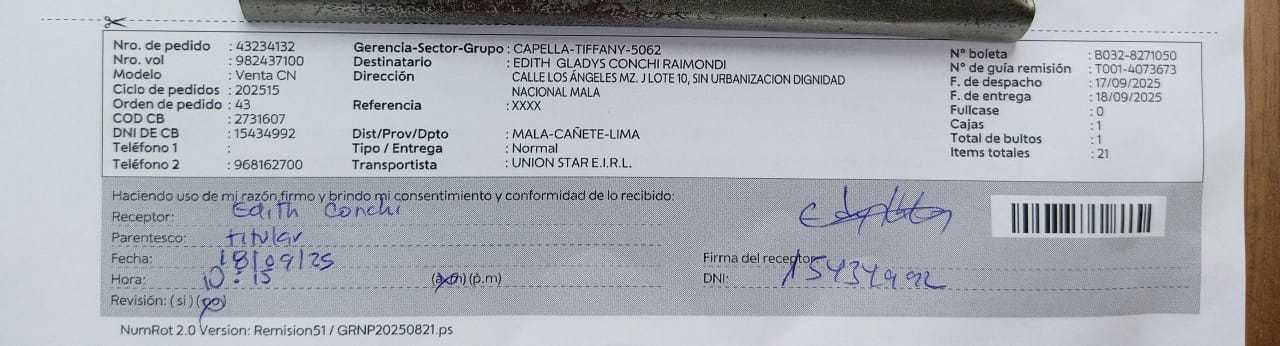 Nro. de pedido : 43234132
Nro. vol : 982437100
Modelo : Venta CN
Ciclo de pedidos : 202515
Orden de pedido : 43
COD CB : 2731607
DNI DE CB : 15434992
Teléfono 1 :
Teléfono 2 : 968162700
Gerencia-Sector-Grupo : CAPELLA-TIFFANY-5062
Destinatario : EDITH GLADYS CONCHI RAIMONDI
Dirección : CALLE LOS ÁNGELES MZ. J LOTE 10, SIN URBANIZACION DIGNIDAD
NACIONAL MALA
Referencia : XXXX
Dist/Prov/Dpto : MALA-CAÑETE-LIMA
Tipo / Entrega : Normal
Transportista : UNION STAR E.I.R.L.
N° boleta : B032-8271050
N° de guía remisión : T001-4073673
F. de despacho : 17/09/2025
F. de entrega : 18/09/2025
Fullcase : 0
Cajas : 1
Total de bultos : 1
Items totales : 21
Haciendo uso de mi razón firmo y brindo mi consentimiento y conformidad de lo recibido:
Receptor: Edith Conchi
Parentesco: titular
Fecha: 18/09/25
Hora: 10:15 (a.m) (p.m)
Revisión: (si) (no)
Firma del receptor
DNI: 15434992
NumRot 2.0 Version: Remision51 / GRNP20250821.ps